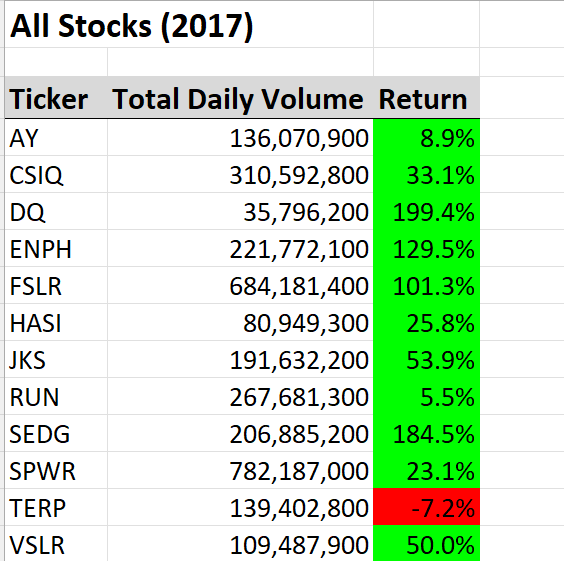 All Stocks (2017)
Ticker Total Daily Volume Return
AY 136,070,900 8.9%
CSIQ 310,592,800 33.1%
DQ 35,796,200 199.4%
ENPH 221,772,100 129.5%
FSLR 684,181,400 101.3%
HASI 80,949,300 25.8%
JKS 191,632,200 53.9%
RUN 267,681,300 5.5%
SEDG 206,885,200 184.5%
SPWR 782,187,000 23.1%
TERP 139,402,800 -7.2%
VSLR 109,487,900 50.0%